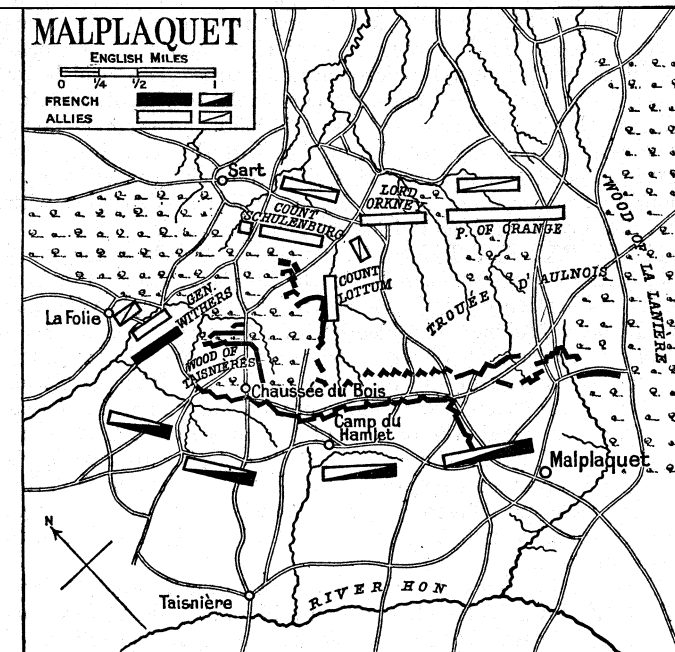 MALPLAQUET
ENGLISH MILES
0 ¼ ½ 1
FRENCH
ALLIES
Sart
COUNT
SCHULENBURG
LORD
ORKNEY
P. OF ORANGE
WOOD OF LA LANIERE
COUNT
LOTTUM
TROUÉE D'AULNOIS
GEN.
WITHERS
La Folie
WOOD OF
TAISNIÈRES
Chaussée du Bois
Camp du
Hamlet
Malplaquet
N
Taisnière
RIVER HON